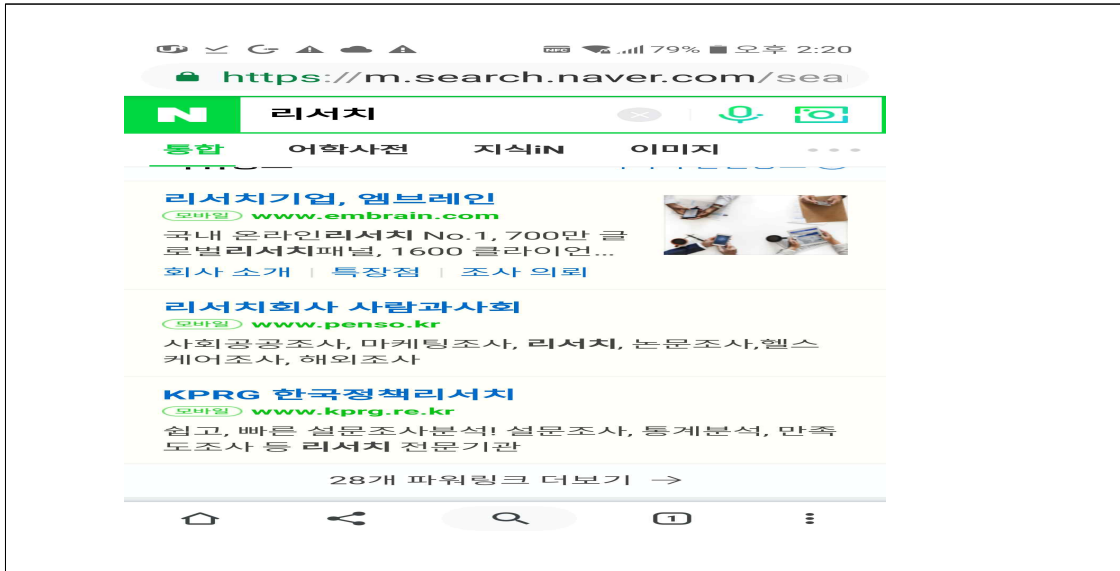 79% 오후 2:20
https://m.search.naver.com/sea
N 리서치
통합 어학사전 지식iN 이미지
리서치기업, 엠브레인
모바일 www.embrain.com
국내 온라인리서치 No.1, 700만 글
로벌리서치패널, 1600 클라이언...
회사 소개 | 특장점 | 조사 의뢰
리서치회사 사람과사회
모바일 www.penso.kr
사회공공조사, 마케팅조사, 리서치, 논문조사,헬스
케어조사, 해외조사
KPRG 한국정책리서치
모바일 www.kprg.re.kr
쉽고, 빠른 설문조사분석! 설문조사, 통계분석, 만족
도조사 등 리서치 전문기관
28개 파워링크 더보기 →
1